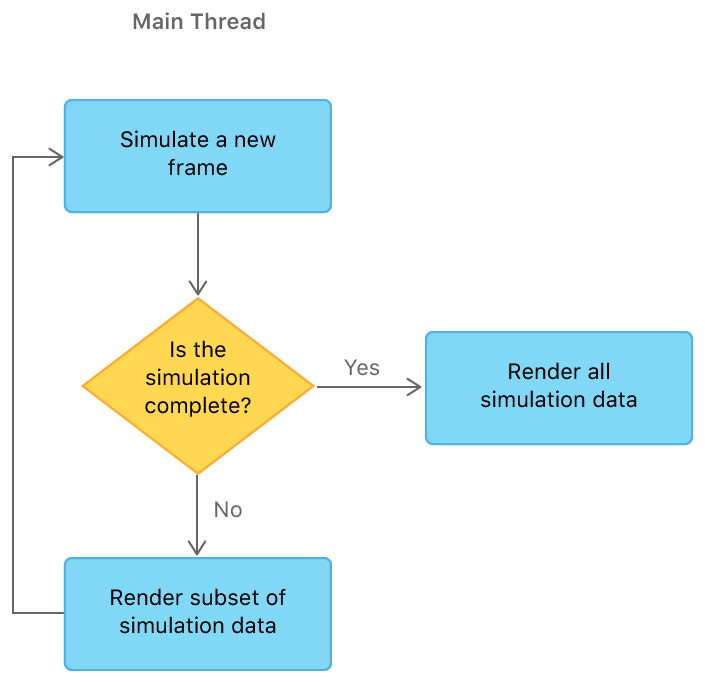 Main Thread
Simulate a new
frame
Is the
simulation
complete?
Yes
Render all
simulation data
No
Render subset of
simulation data